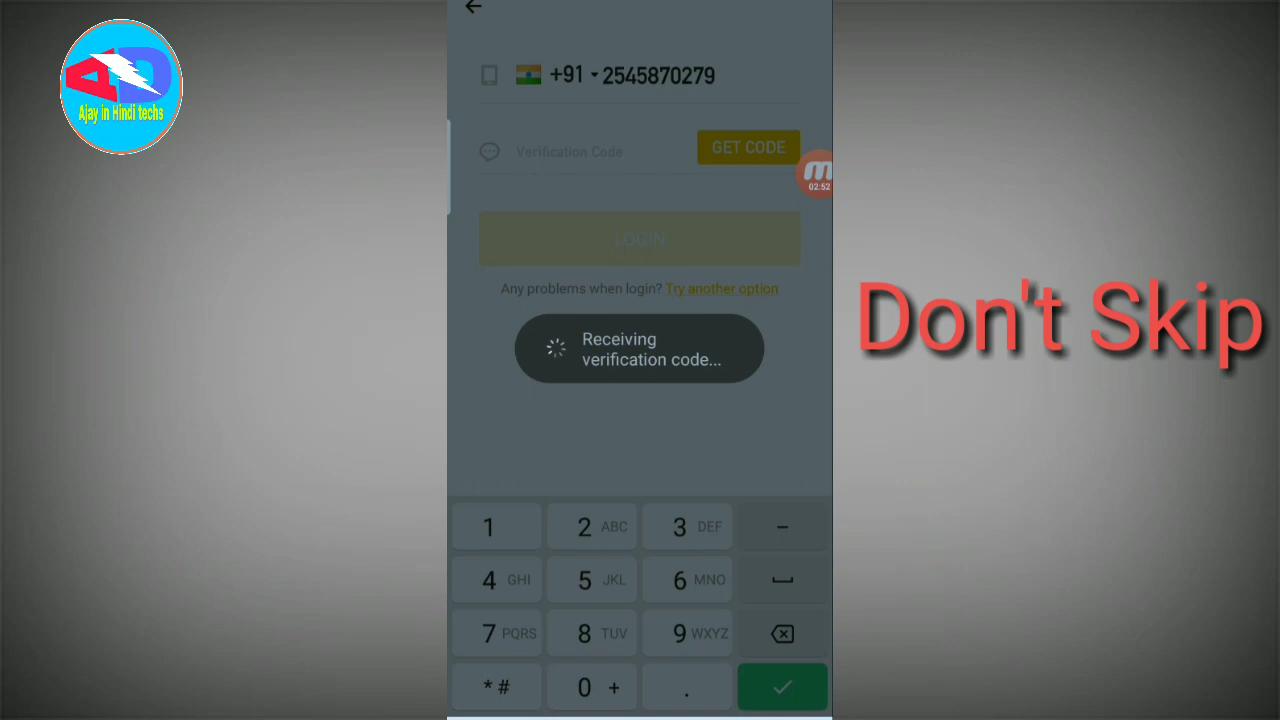 AD
Ajay in Hindi techs
+91 2545870279
Verification Code
GET CODE
02:52
LOGIN
Any problems when login? Try another option
Receiving
verification code...
Don't Skip
1 2 ABC 3 DEF -
4 GHI 5 JKL 6 MNO
7 PQRS 8 TUV 9 WXYZ
*# 0 + .